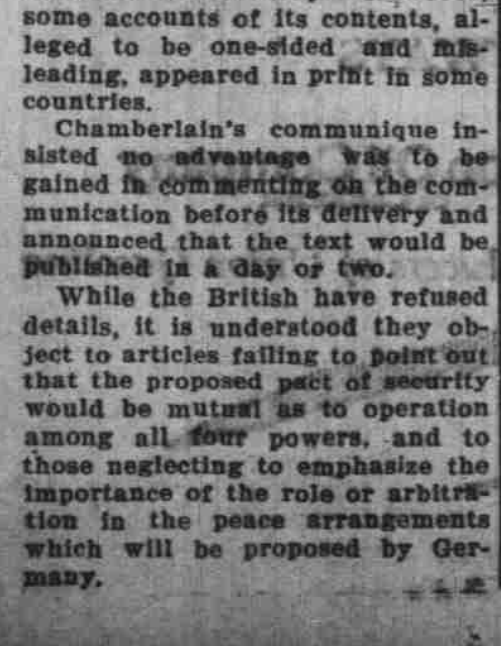 some accounts of its contents, al-
leged to be one-sided and mis-
leading, appeared in print in some
countries.
Chamberlain's communique in-
sisted no advantage was to be
gained in commenting on the com-
munication before its delivery and
announced that the text would be
published in a day or two.
While the British have refused
details, it is understood they ob-
ject to articles failing to point out
that the proposed pact of security
would be mutual as to operation
among all four powers, and to
those neglecting to emphasize the
importance of the role or arbitra-
tion in the peace arrangements
which will be proposed by Ger-
many.